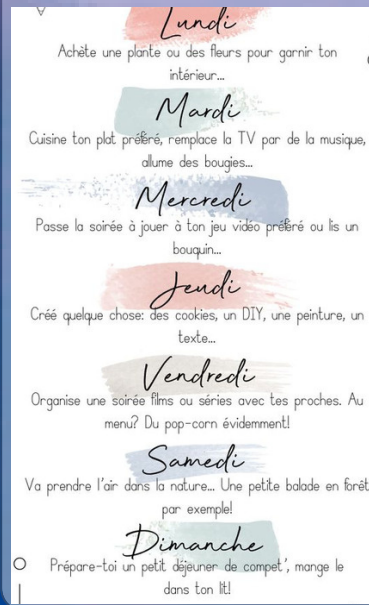 Lundi
Achète une plante ou des fleurs pour garnir ton
intérieur...
Mardi
Cuisine ton plat préféré, remplace la TV par de la musique,
allume des bougies...
Mercredi
Passe la soirée à jouer à ton jeu vidéo préféré ou lis un
bouquin...
Jeudi
Créé quelque chose: des cookies, un DIY, une peinture, un
texte...
Vendredi
Organise une soirée films ou séries avec tes proches. Au
menu? Du pop-corn évidemment!
Samedi
Va prendre l'air dans la nature... Une petite balade en forêt
par exemple!
Dimanche
Prépare-toi un petit déjeuner de compet', mange le
dans ton lit!